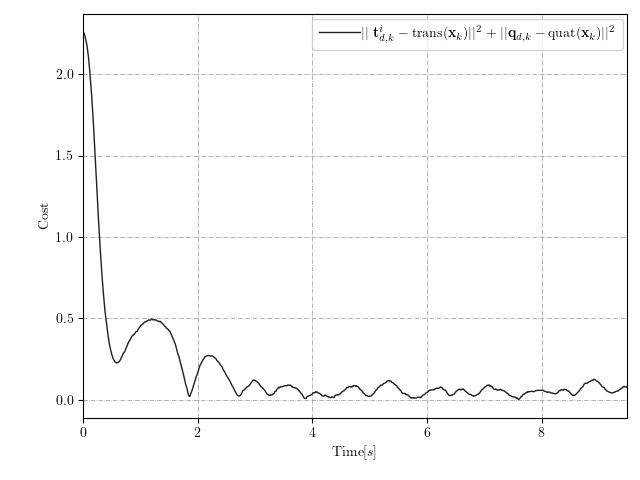 || t^i_{d,k} − trans(x_k)||² + ||q_{d,k} − quat(x_k)||²
2.0
1.5
1.0
0.5
0.0
Cost
0 2 4 6 8
Time[s]